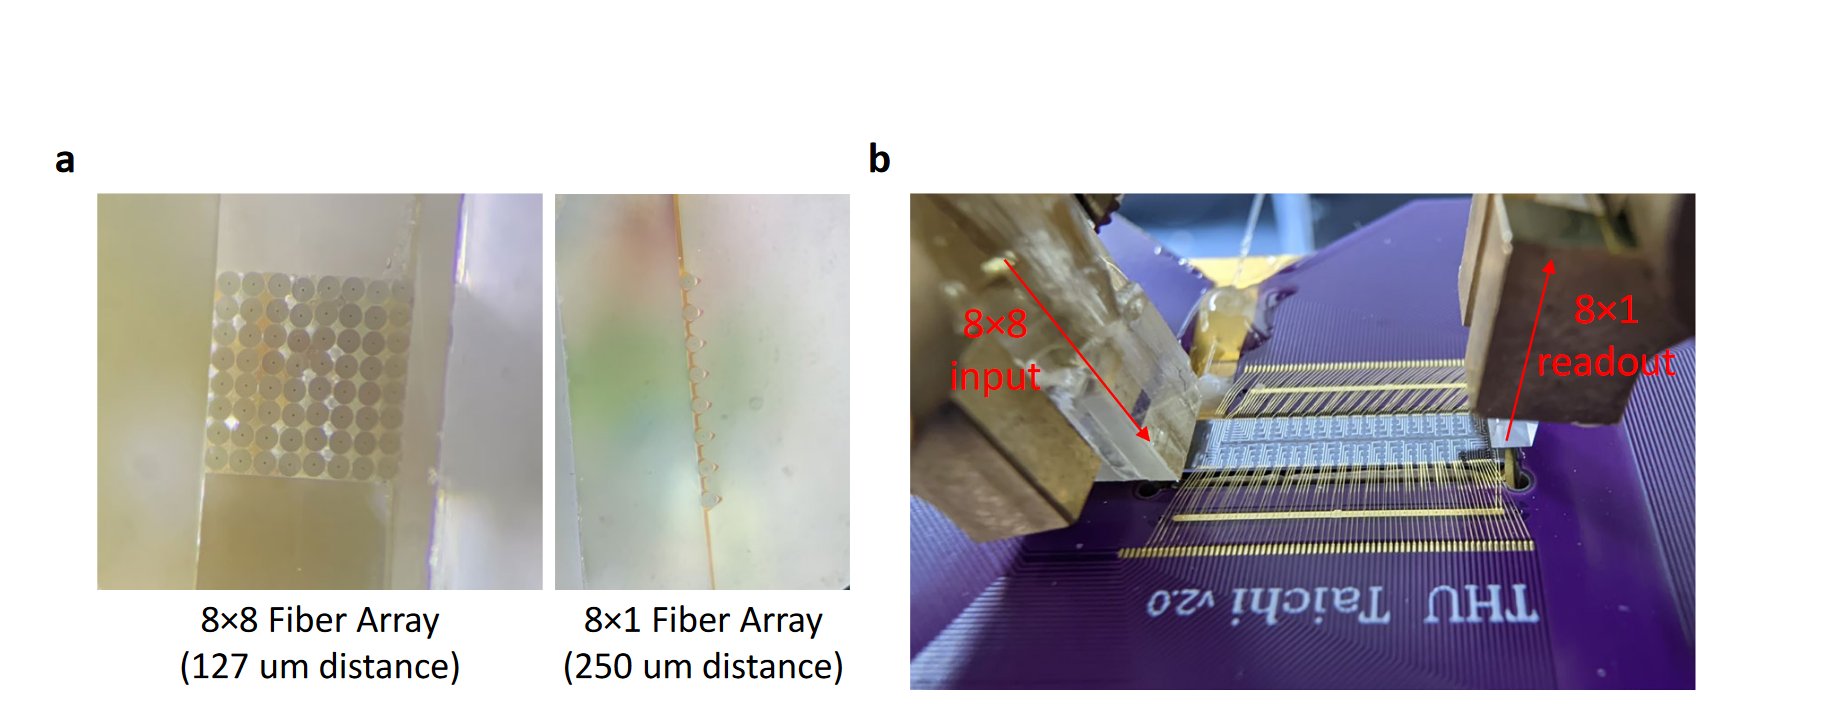 a
b
8×8
input
8×1
readout
THU Taichi v2.0
8×8 Fiber Array
(127 um distance)
8×1 Fiber Array
(250 um distance)